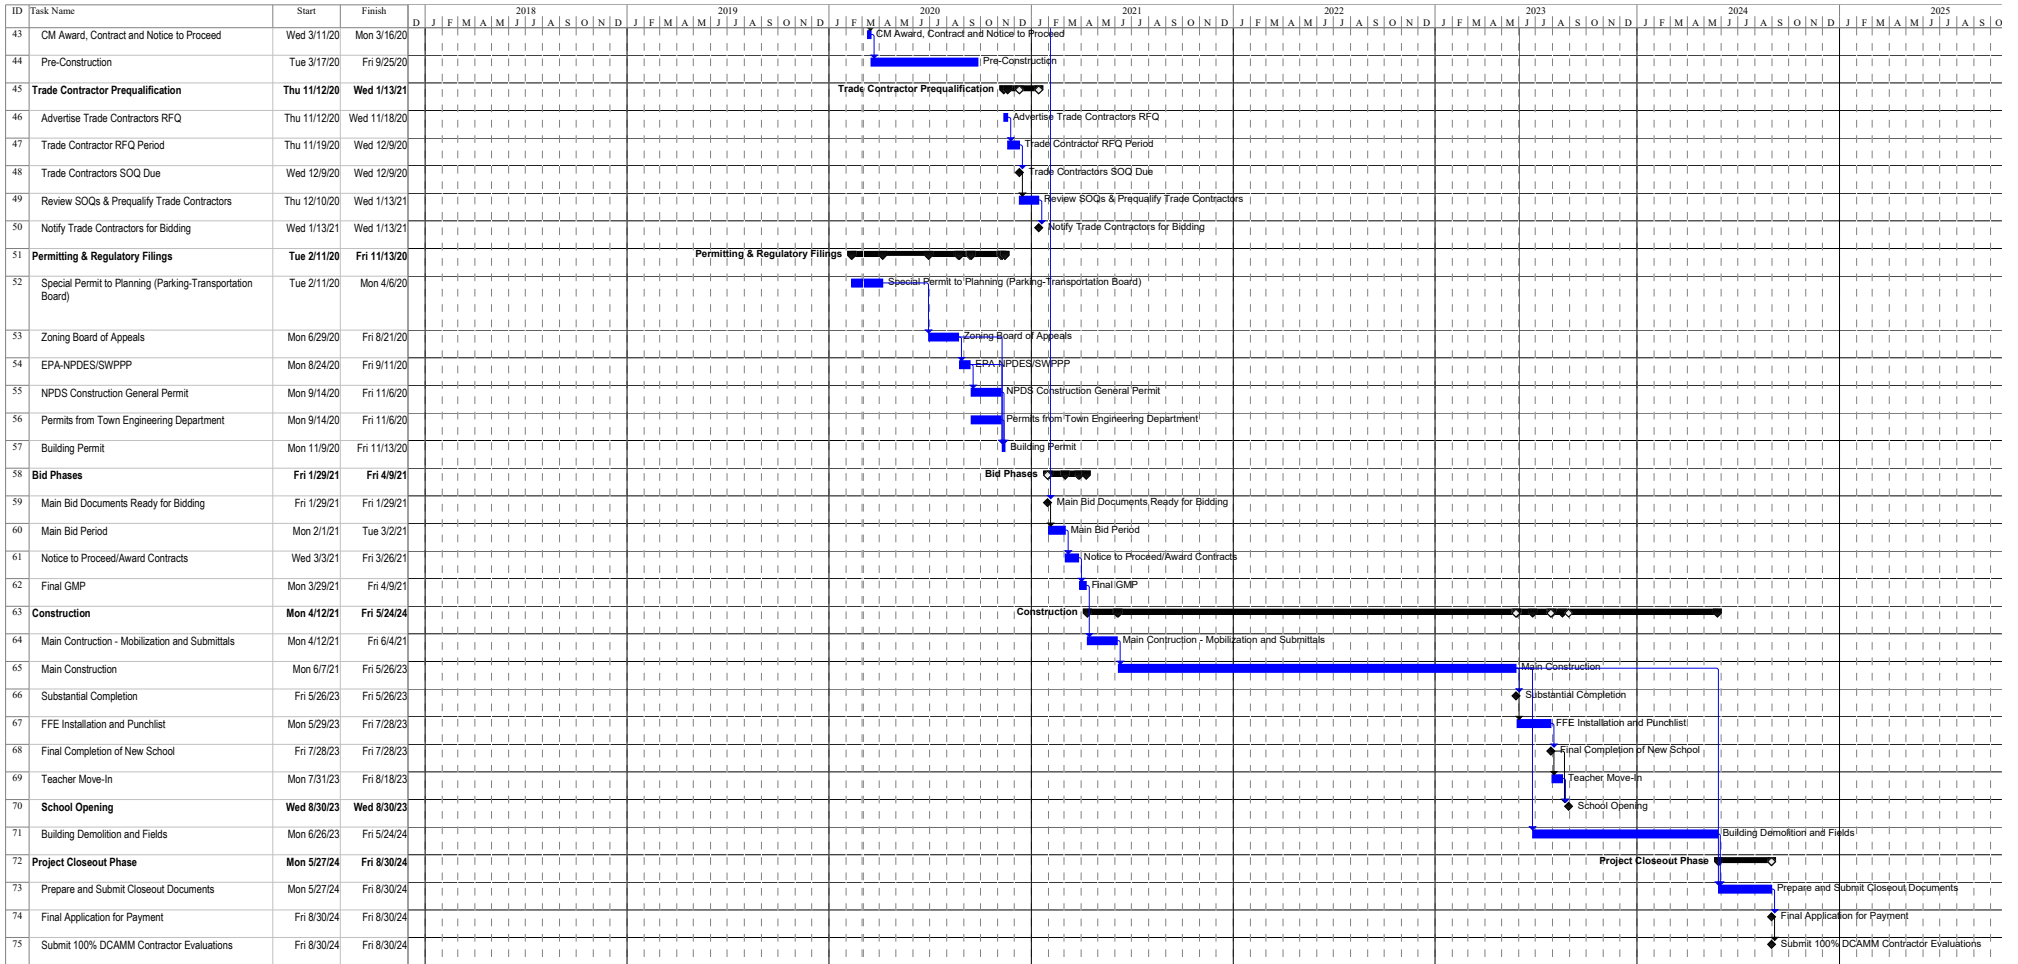 ID Task Name Start Finish 2018 2019 2020 2021 2022 2023 2024 2025
D J F M A M J J A S O N D J F M A M J J A S O N D J F M A M J J A S O N D J F M A M J J A S O N D J F M A M J J A S O N D J F M A M J J A S O N D J F M A M J J A S O N D J F M A M J J A S O
43 CM Award, Contract and Notice to Proceed Wed 3/11/20 Mon 3/16/20 CM Award, Contract and Notice to Proceed
44 Pre-Construction Tue 3/17/20 Fri 9/25/20 Pre-Construction
45 Trade Contractor Prequalification Thu 11/12/20 Wed 1/13/21 Trade Contractor Prequalification
46 Advertise Trade Contractors RFQ Thu 11/12/20 Wed 11/18/20 Advertise Trade Contractors RFQ
47 Trade Contractor RFQ Period Thu 11/19/20 Wed 12/9/20 Trade Contractor RFQ Period
48 Trade Contractors SOQ Due Wed 12/9/20 Wed 12/9/20 Trade Contractors SOQ Due
49 Review SOQs & Prequalify Trade Contractors Thu 12/10/20 Wed 1/13/21 Review SOQs & Prequalify Trade Contractors
50 Notify Trade Contractors for Bidding Wed 1/13/21 Wed 1/13/21 Notify Trade Contractors for Bidding
51 Permitting & Regulatory Filings Tue 2/11/20 Fri 11/13/20 Permitting & Regulatory Filings
52 Special Permit to Planning (Parking-Transportation Tue 2/11/20 Mon 4/6/20 Special Permit to Planning (Parking-Transportation Board)
Board)
53 Zoning Board of Appeals Mon 6/29/20 Fri 8/21/20 Zoning Board of Appeals
54 EPA-NPDES/SWPPP Mon 8/24/20 Fri 9/11/20 EPA-NPDES/SWPPP
55 NPDS Construction General Permit Mon 9/14/20 Fri 11/6/20 NPDS Construction General Permit
56 Permits from Town Engineering Department Mon 9/14/20 Fri 11/6/20 Permits from Town Engineering Department
57 Building Permit Mon 11/9/20 Fri 11/13/20 Building Permit
58 Bid Phases Fri 1/29/21 Fri 4/9/21 Bid Phases
59 Main Bid Documents Ready for Bidding Fri 1/29/21 Fri 1/29/21 Main Bid Documents Ready for Bidding
60 Main Bid Period Mon 2/1/21 Tue 3/2/21 Main Bid Period
61 Notice to Proceed/Award Contracts Wed 3/3/21 Fri 3/26/21 Notice to Proceed/Award Contracts
62 Final GMP Mon 3/29/21 Fri 4/9/21 Final GMP
63 Construction Mon 4/12/21 Fri 5/24/24 Construction
64 Main Contruction - Mobilization and Submittals Mon 4/12/21 Fri 6/4/21 Main Contruction - Mobilization and Submittals
65 Main Construction Mon 6/7/21 Fri 5/26/23 Main Construction
66 Substantial Completion Fri 5/26/23 Fri 5/26/23 Substantial Completion
67 FFE Installation and Punchlist Mon 5/29/23 Fri 7/28/23 FFE Installation and Punchlist
68 Final Completion of New School Fri 7/28/23 Fri 7/28/23 Final Completion of New School
69 Teacher Move-In Mon 7/31/23 Fri 8/18/23 Teacher Move-In
70 School Opening Wed 8/30/23 Wed 8/30/23 School Opening
71 Building Demolition and Fields Mon 6/26/23 Fri 5/24/24 Building Demolition and Fields
72 Project Closeout Phase Mon 5/27/24 Fri 8/30/24 Project Closeout Phase
73 Prepare and Submit Closeout Documents Mon 5/27/24 Fri 8/30/24 Prepare and Submit Closeout Documents
74 Final Application for Payment Fri 8/30/24 Fri 8/30/24 Final Application for Payment
75 Submit 100% DCAMM Contractor Evaluations Fri 8/30/24 Fri 8/30/24 Submit 100% DCAMM Contractor Evaluations